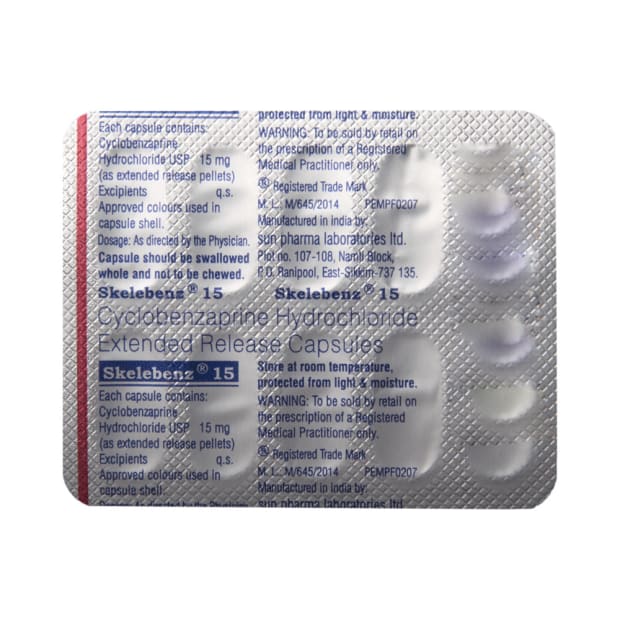 Each capsule contains:
Cyclobenzaprine
Hydrochloride USP 15 mg
(as extended release pellets)
Excipients q.s.
Approved colours used in
capsule shell.
Dosage: As directed by the Physician.
Capsule should be swallowed
whole and not to be chewed.
protected from light & moisture.
WARNING: To be sold by retail on
the prescription of a Registered
Medical Practitioner only.
® Registered Trade Mark
M. L.: M/645/2014 PEMPF0207
Manufactured in india by:
sun pharma laboratories ltd.
Plot no. 107-108, Namli Block,
P.O. Ranipool, East-Sikkim-737 135.
Skelebenz® 15 Skelebenz® 15
Cyclobenzaprine Hydrochloride
Extended Release Capsules
Skelebenz® 15
Each capsule contains:
Cyclobenzaprine
Hydrochloride USP 15 mg
(as extended release pellets)
Excipients q.s.
Approved colours used in
capsule shell.
Dosage: As directed by the Physician.
Store at room temperature,
protected from light & moisture.
WARNING: To be sold by retail on
the prescription of a Registered
Medical Practitioner only.
® Registered Trade Mark
M. L.: M/645/2014 PEMPF0207
Manufactured in india by:
sun pharma laboratories ltd.